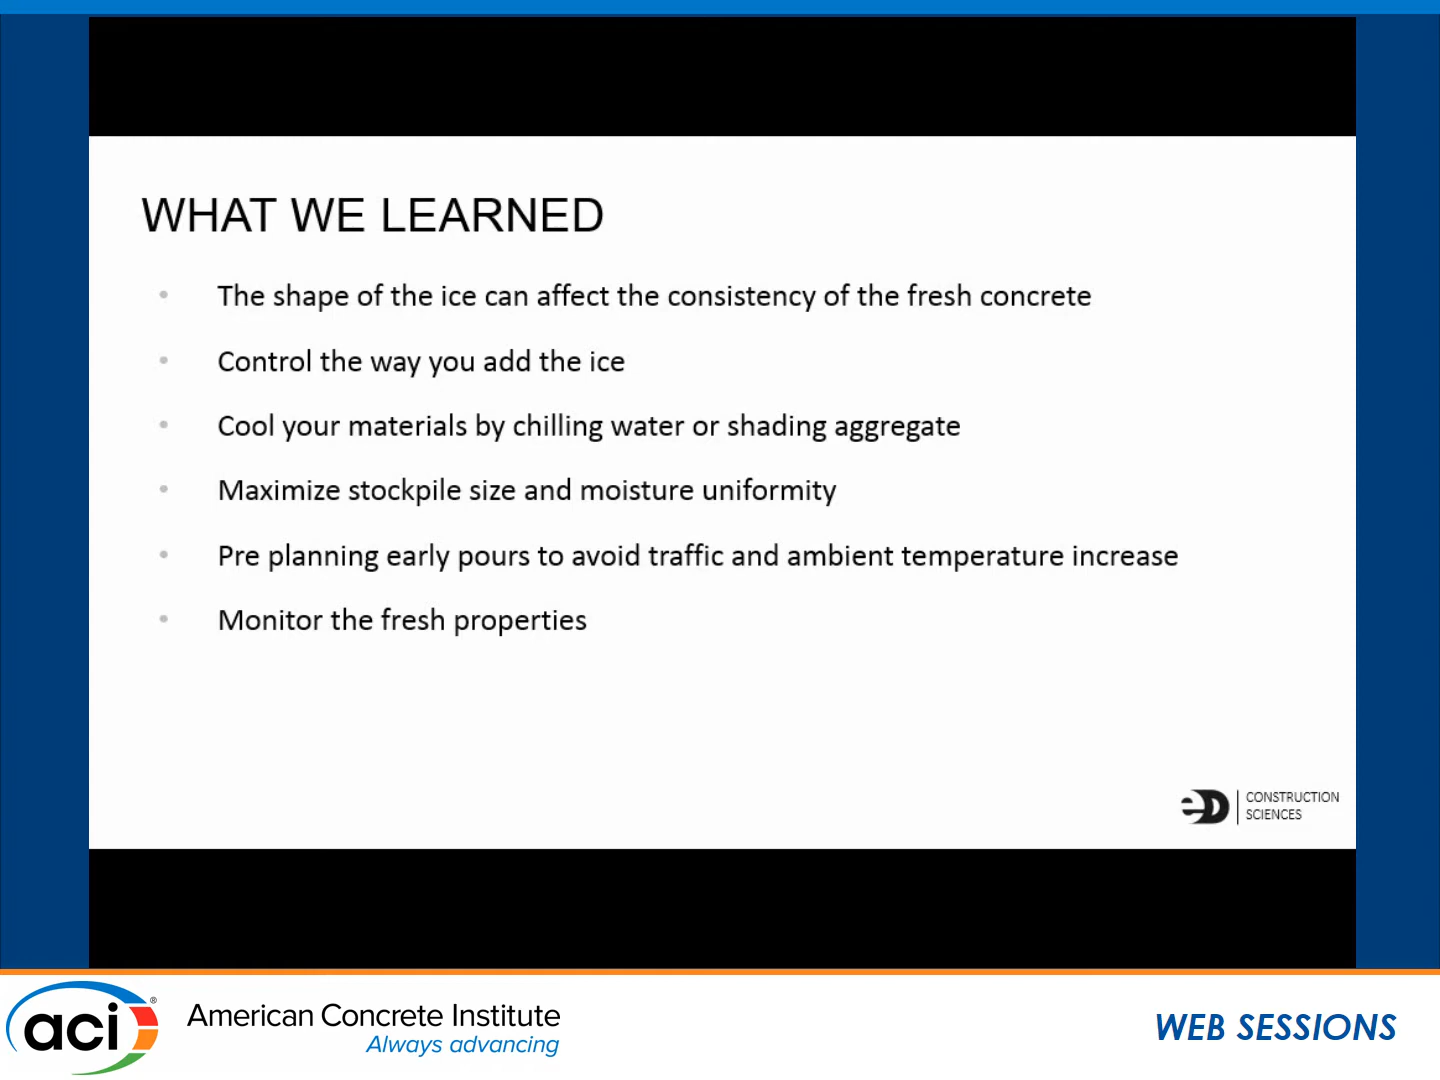 WHAT WE LEARNED
• The shape of the ice can affect the consistency of the fresh concrete
• Control the way you add the ice
• Cool your materials by chilling water or shading aggregate
• Maximize stockpile size and moisture uniformity
• Pre planning early pours to avoid traffic and ambient temperature increase
• Monitor the fresh properties
eD CONSTRUCTION
SCIENCES
aci®
American Concrete Institute
Always advancing
WEB SESSIONS